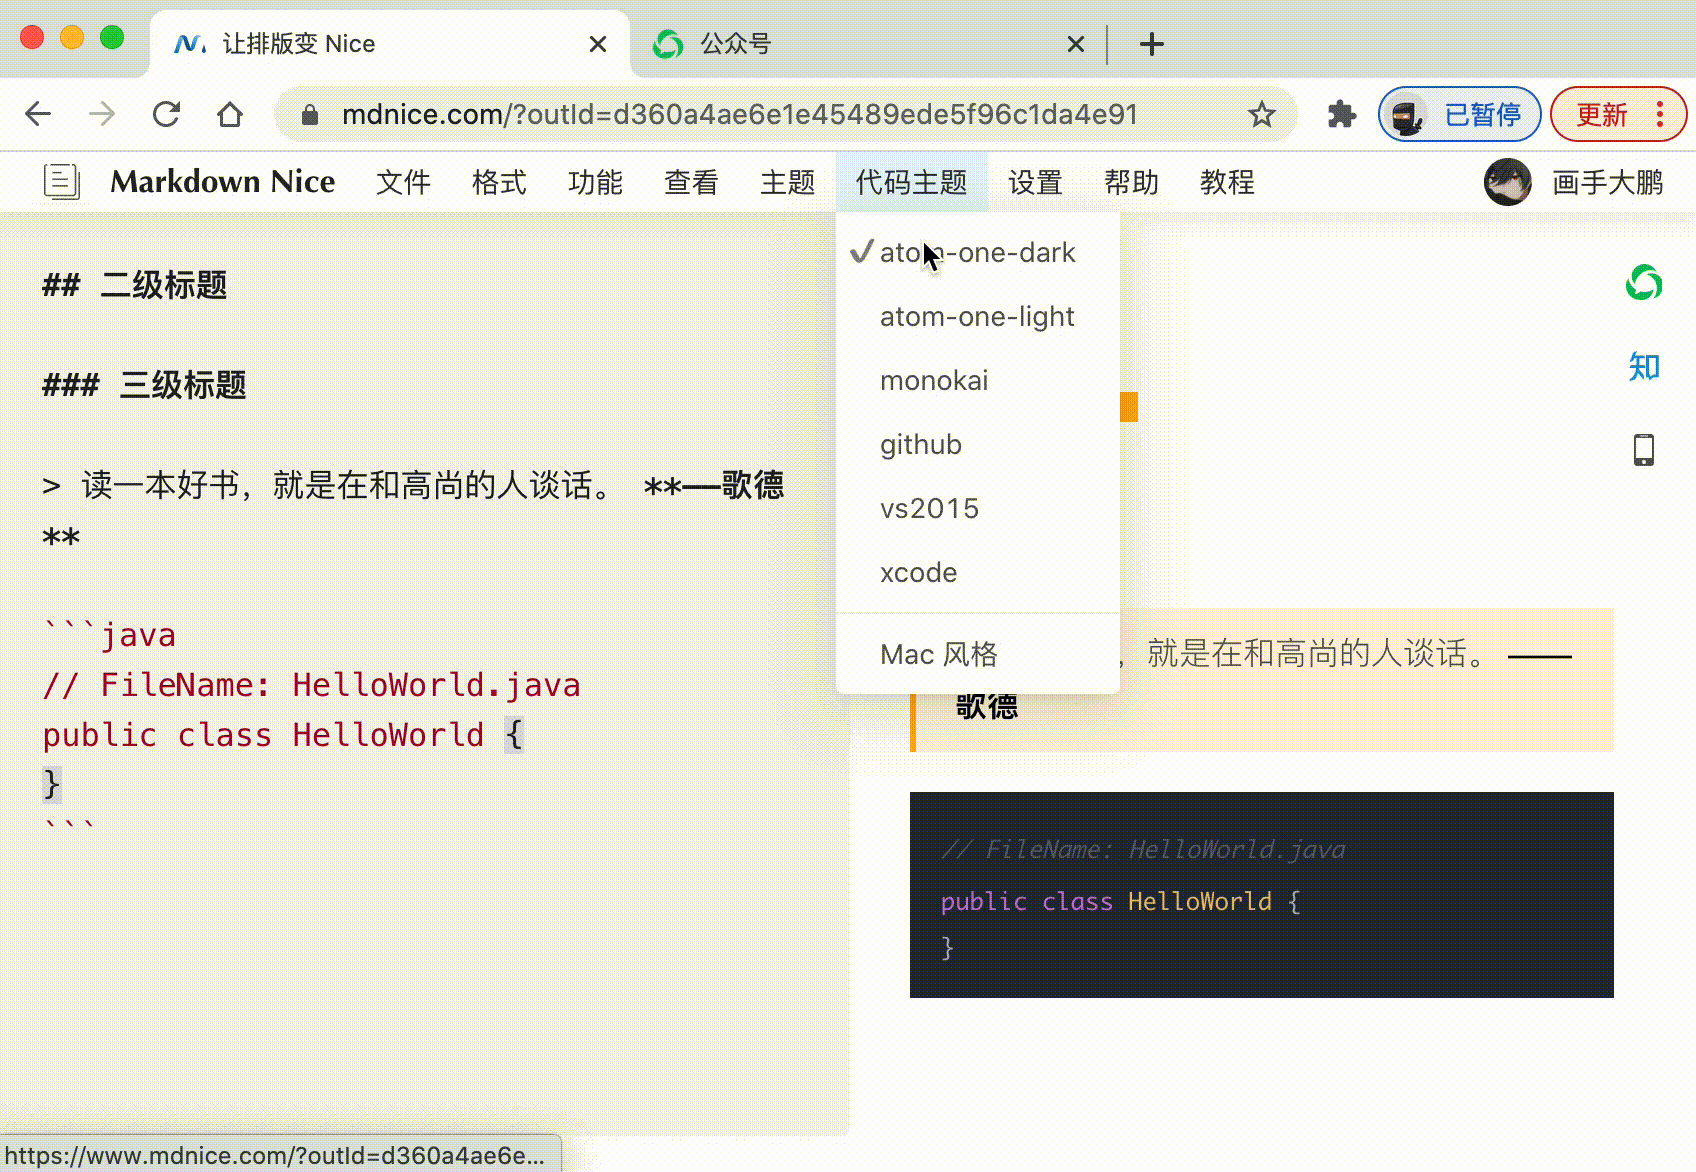 让排版变 Nice
公众号
mdnice.com/?outId=d360a4ae6e1e45489ede5f96c1da4e91
已暂停
更新
Markdown Nice
文件
格式
功能
查看
主题
代码主题
设置
帮助
教程
画手大鹏
## 二级标题
### 三级标题
> 读一本好书，就是在和高尚的人谈话。 **——歌德
**
```java
// FileName: HelloWorld.java
public class HelloWorld {
}
```
atom-one-dark
atom-one-light
monokai
github
vs2015
xcode
Mac 风格
知
，就是在和高尚的人谈话。——
歌德
// FileName: HelloWorld.java
public class HelloWorld {
}
https://www.mdnice.com/?outId=d360a4ae6e...